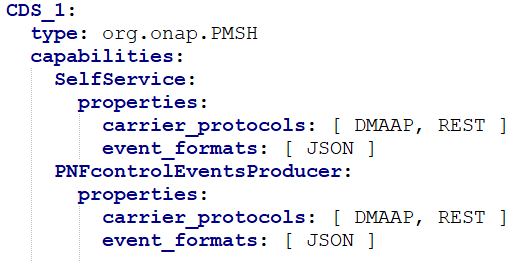 CDS_1:
  type: org.onap.PMSH
  capabilities:
    SelfService:
      properties:
        carrier_protocols: [ DMAAP, REST ]
        event_formats: [ JSON ]
    PNFcontrolEventsProducer:
      properties:
        carrier_protocols: [ DMAAP, REST ]
        event_formats: [ JSON ]